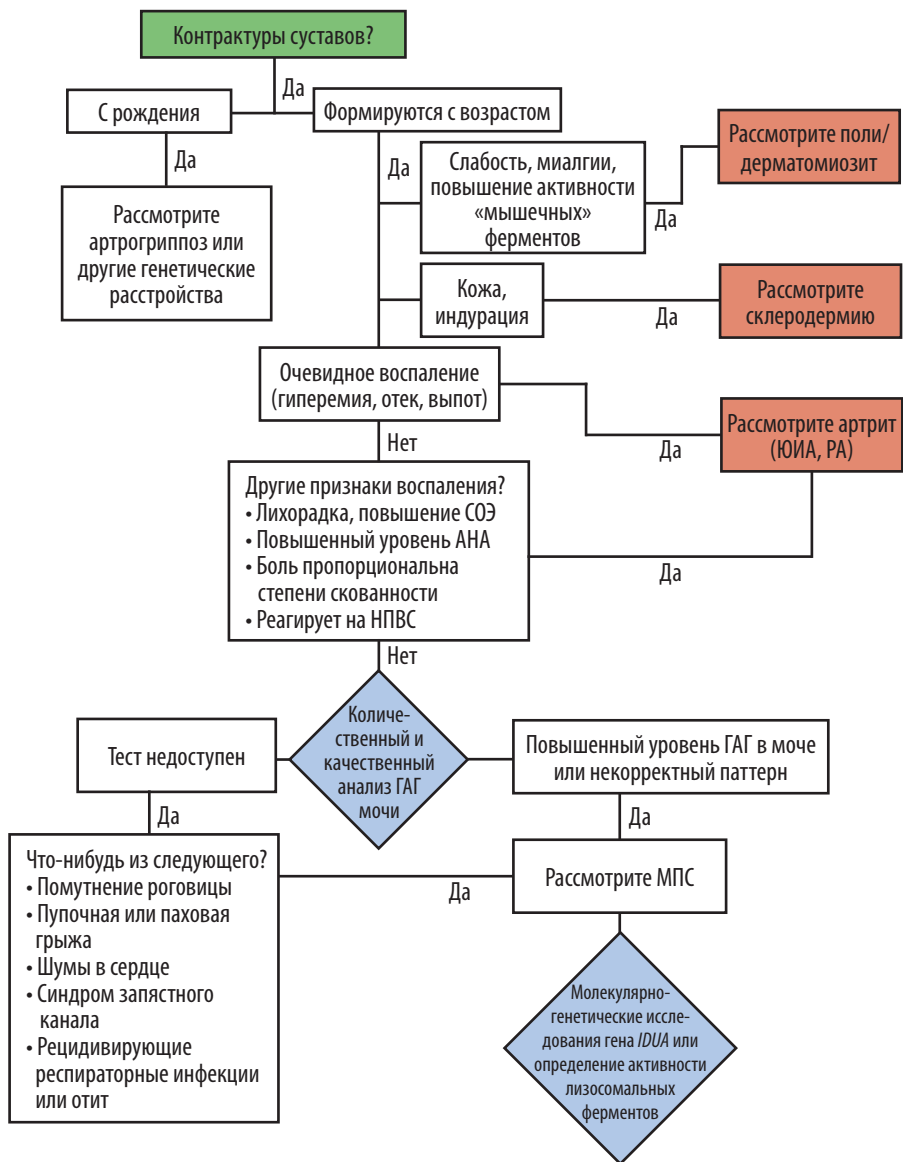 Контрактуры суставов?
Да
С рождения
Формируются с возрастом
Да
Рассмотрите
артрогриппоз или
другие генетические
расстройства
Да
Слабость, миалгии,
повышение активности
«мышечных»
ферментов
Да
Рассмотрите поли/
дерматомиозит
Кожа,
индурация
Да
Рассмотрите
склеродермию
Очевидное воспаление
(гиперемия, отек, выпот)
Да
Рассмотрите артрит
(ЮИА, РА)
Нет
Другие признаки воспаления?
• Лихорадка, повышение СОЭ
• Повышенный уровень АНА
• Боль пропорциональна
степени скованности
• Реагирует на НПВС
Да
Нет
Количе-
ственный и
качественный
анализ ГАГ
мочи
Тест недоступен
Повышенный уровень ГАГ в моче
или некорректный паттерн
Да
Да
Что-нибудь из следующего?
• Помутнение роговицы
• Пупочная или паховая
грыжа
• Шумы в сердце
• Синдром запястного
канала
• Рецидивирующие
респираторные инфекции
или отит
Да
Рассмотрите МПС
Молекулярно-
генетические иссле-
дования гена IDUA или
определение активности
лизосомальных
ферментов